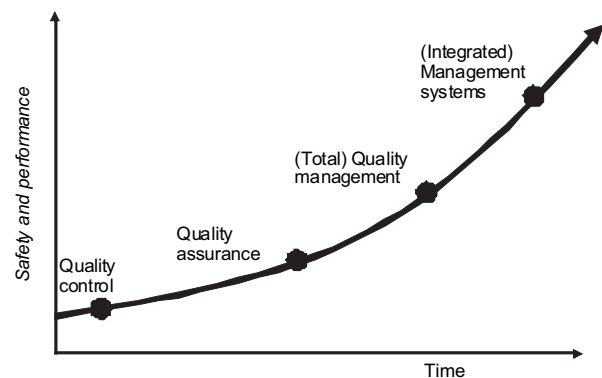 (Integrated)
Management
systems
(Total) Quality
management
Quality
assurance
Quality
control
Safety and performance
Time